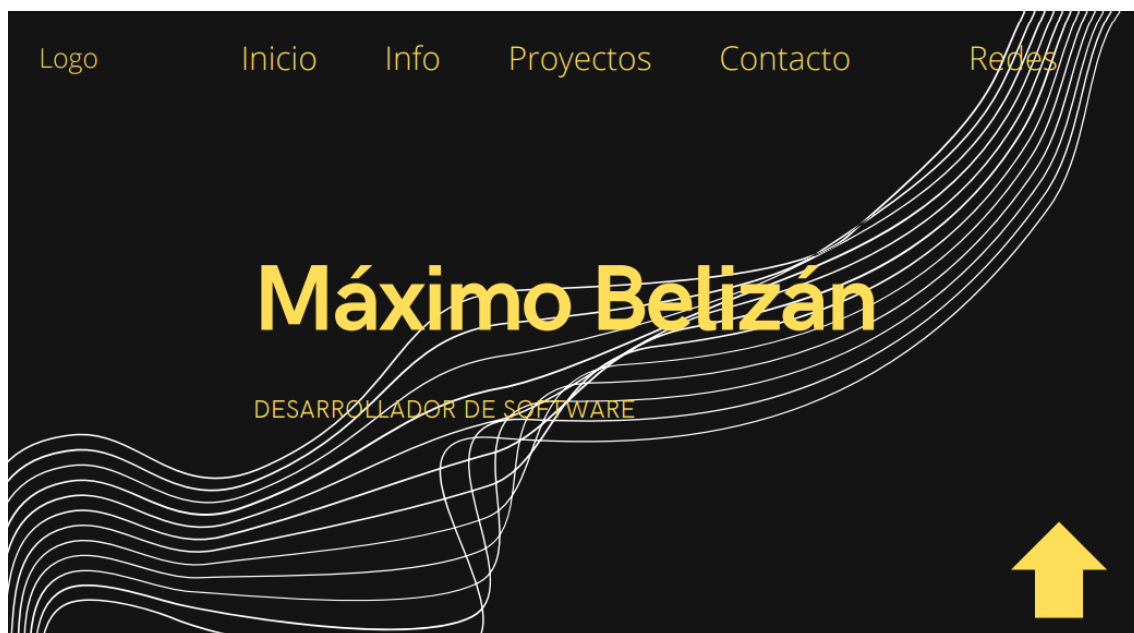 Logo Inicio Info Proyectos Contacto Redes
Máximo Belizán
DESARROLLADOR DE SOFTWARE